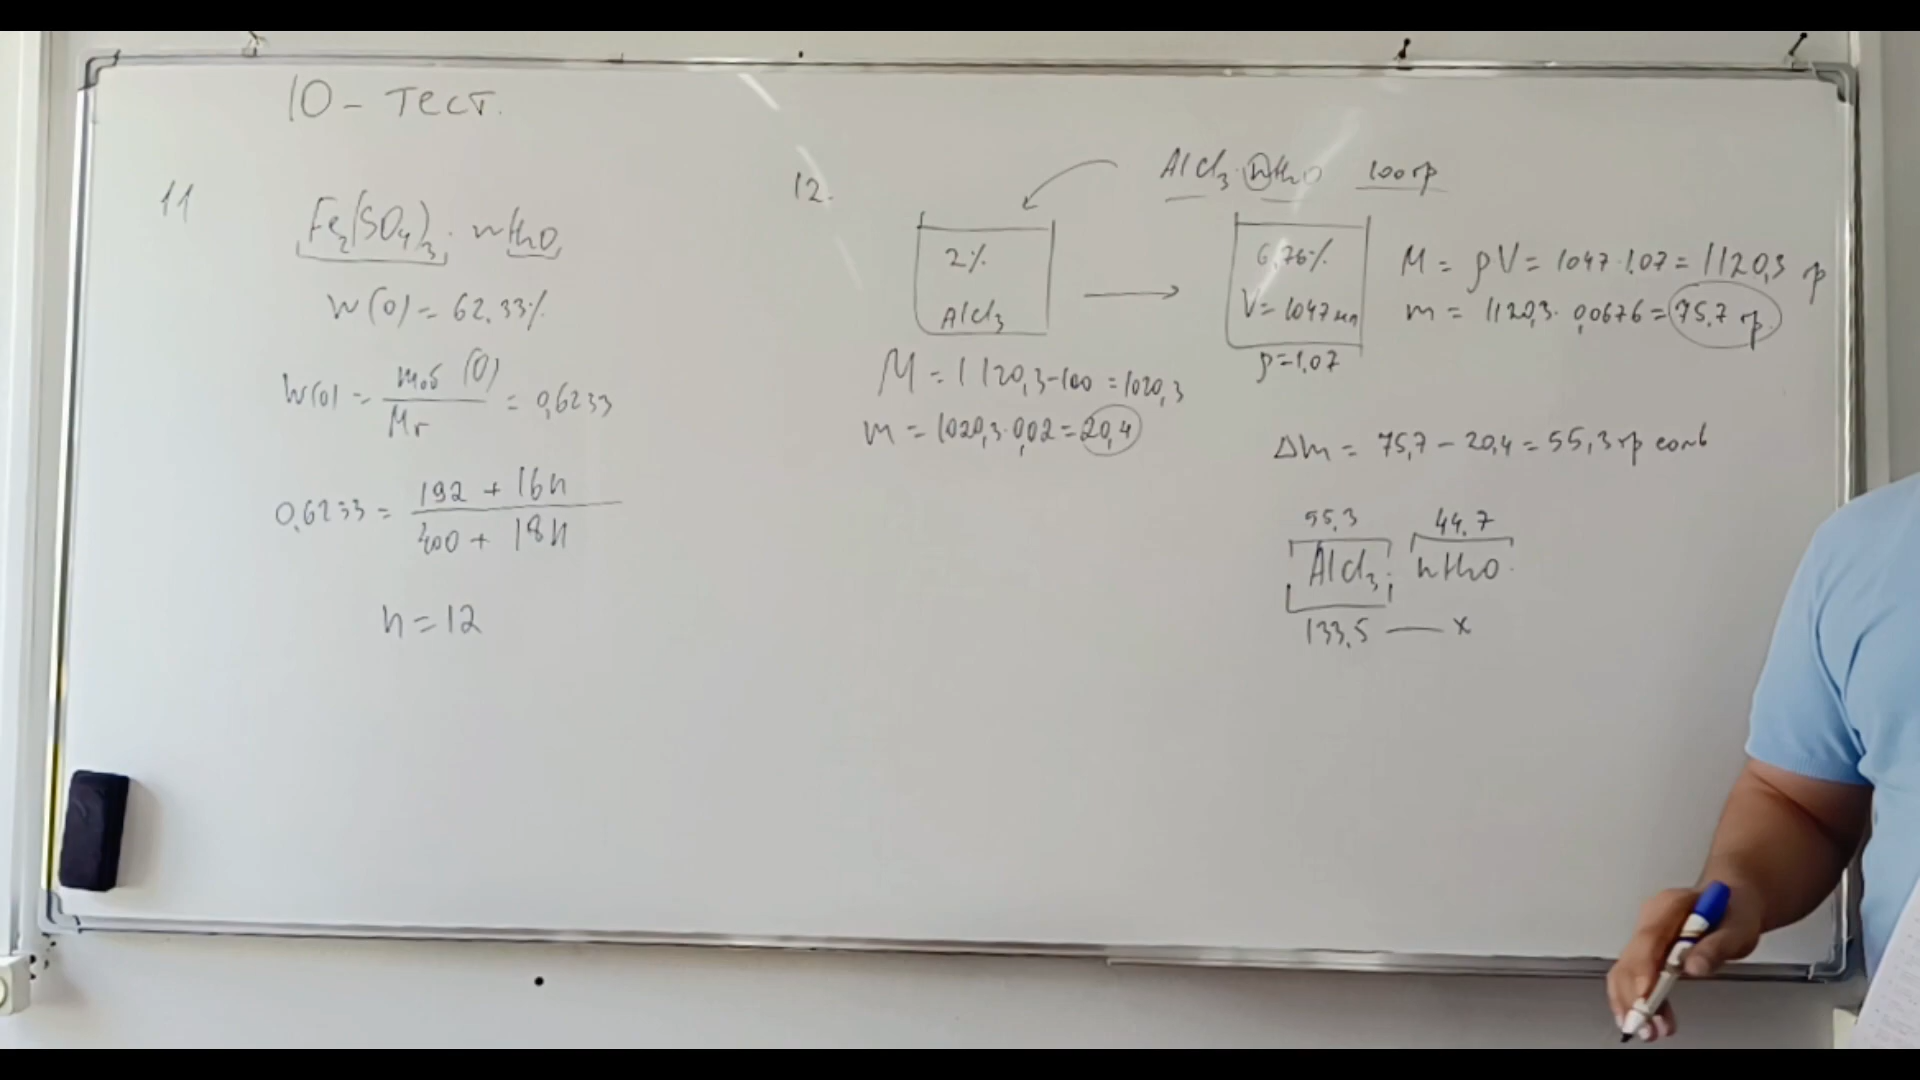 10 - тест.
11
Fe₂(SO₄)₃ · nH₂O
W(O) = 62,33%
W(O) = mоб (O) / Mr = 0,6233
0,6233 = 192 + 16n / 400 + 18n
n = 12
12.
AlCl₃ · nH₂O 100 гр
2%
AlCl₃
M = 1120,3 - 100 = 1020,3
m = 1020,3 · 0,02 = 20,4
6,76%
V = 1047 мл
ρ = 1,07
M = ρV = 1047 · 1,07 = 1120,3 гр
m = 1120,3 · 0,0676 = 75,7 гр.
Δm = 75,7 - 20,4 = 55,3 гр соль
55,3 44,7
AlCl₃ · nH₂O.
133,5 — x